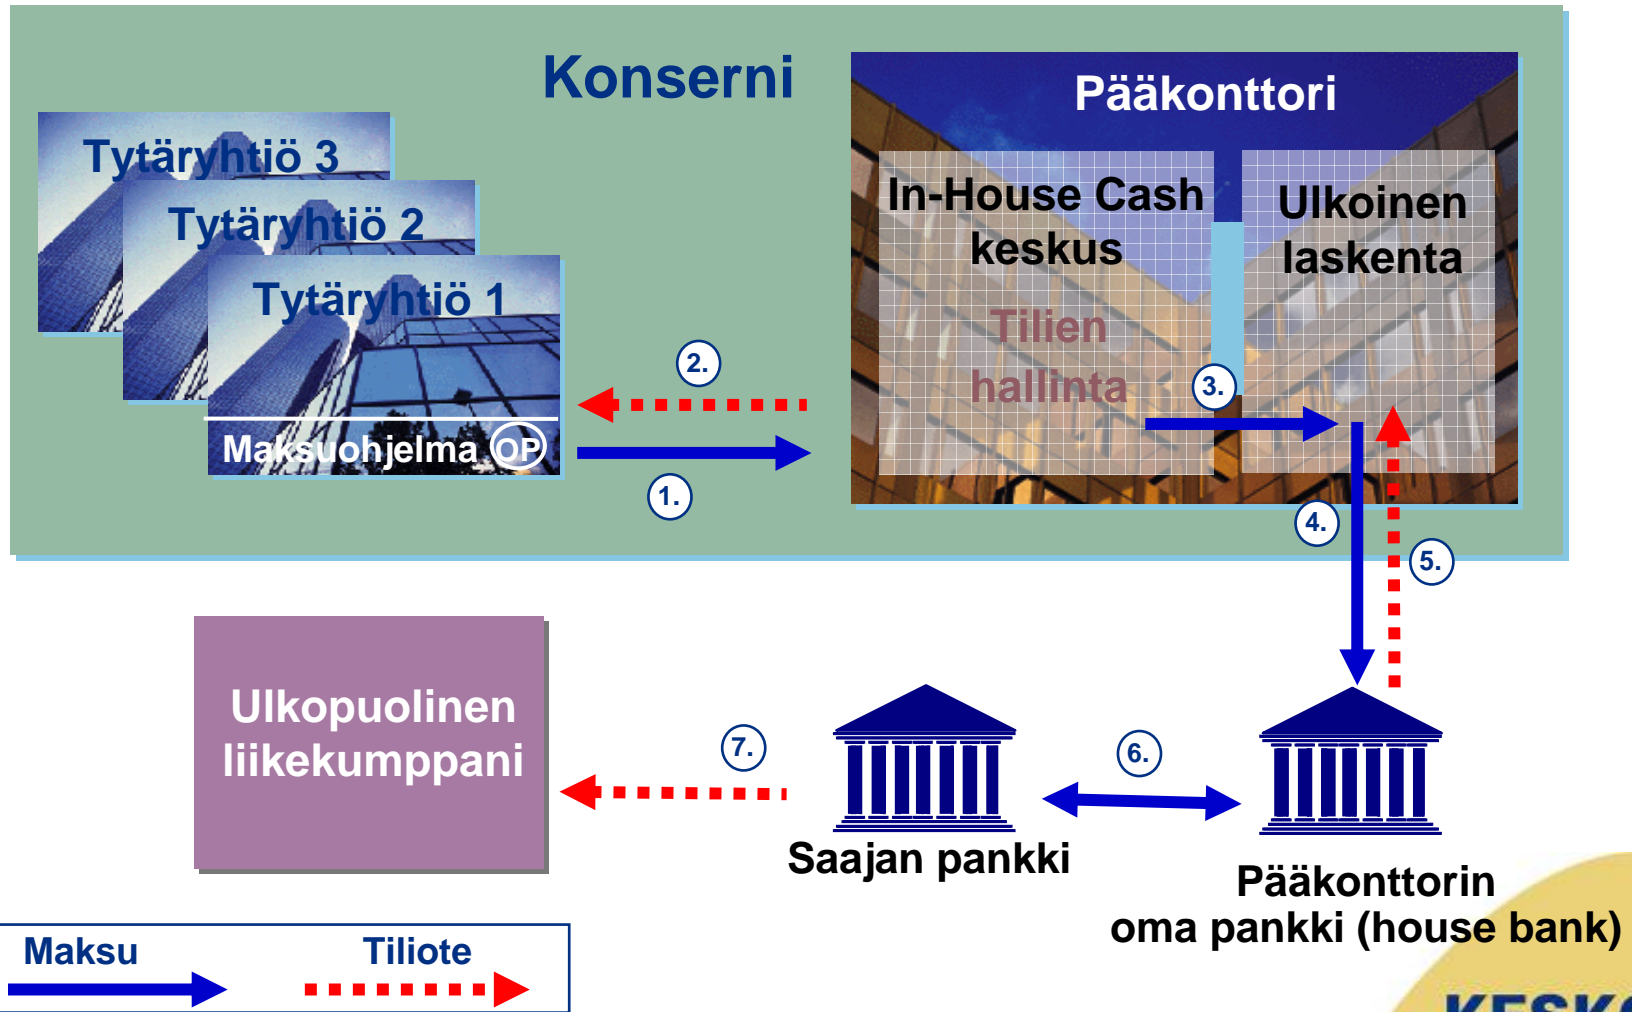 Konserni
Pääkonttori
Tytäryhtiö 3
Tytäryhtiö 2
Tytäryhtiö 1
Maksuohjelma OP
In-House Cash
keskus
Tilien
hallinta
Ulkoinen
laskenta
2.
1.
3.
4.
5.
Ulkopuolinen
liikekumppani
7.
6.
Saajan pankki
Pääkonttorin
oma pankki (house bank)
Maksu
Tiliote